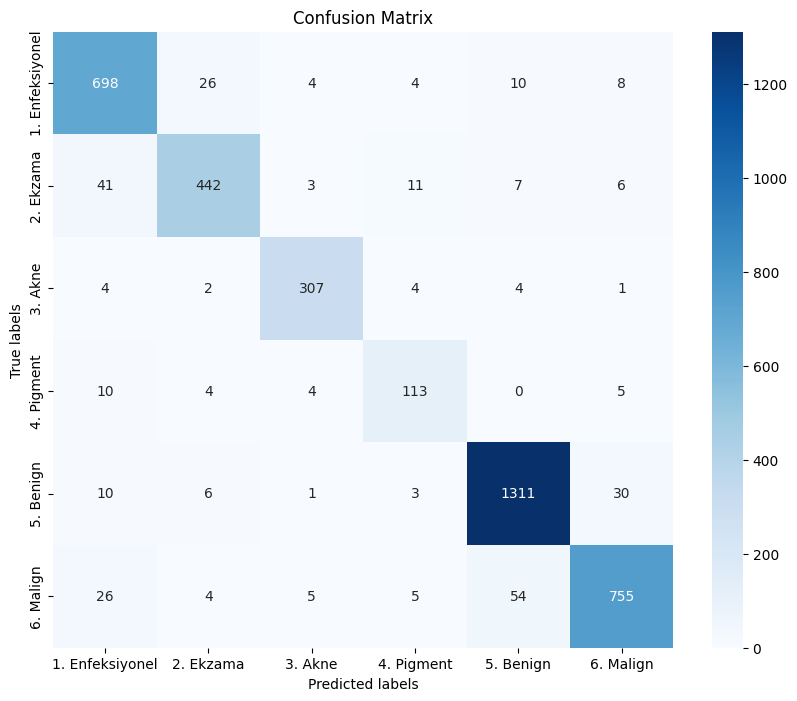 Confusion Matrix
True labels
1. Enfeksiyonel
698 26 4 4 10 8
2. Ekzama
41 442 3 11 7 6
3. Akne
4 2 307 4 4 1
4. Pigment
10 4 4 113 0 5
5. Benign
10 6 1 3 1311 30
6. Malign
26 4 5 5 54 755
1. Enfeksiyonel 2. Ekzama 3. Akne 4. Pigment 5. Benign 6. Malign
Predicted labels
1200
1000
800
600
400
200
0